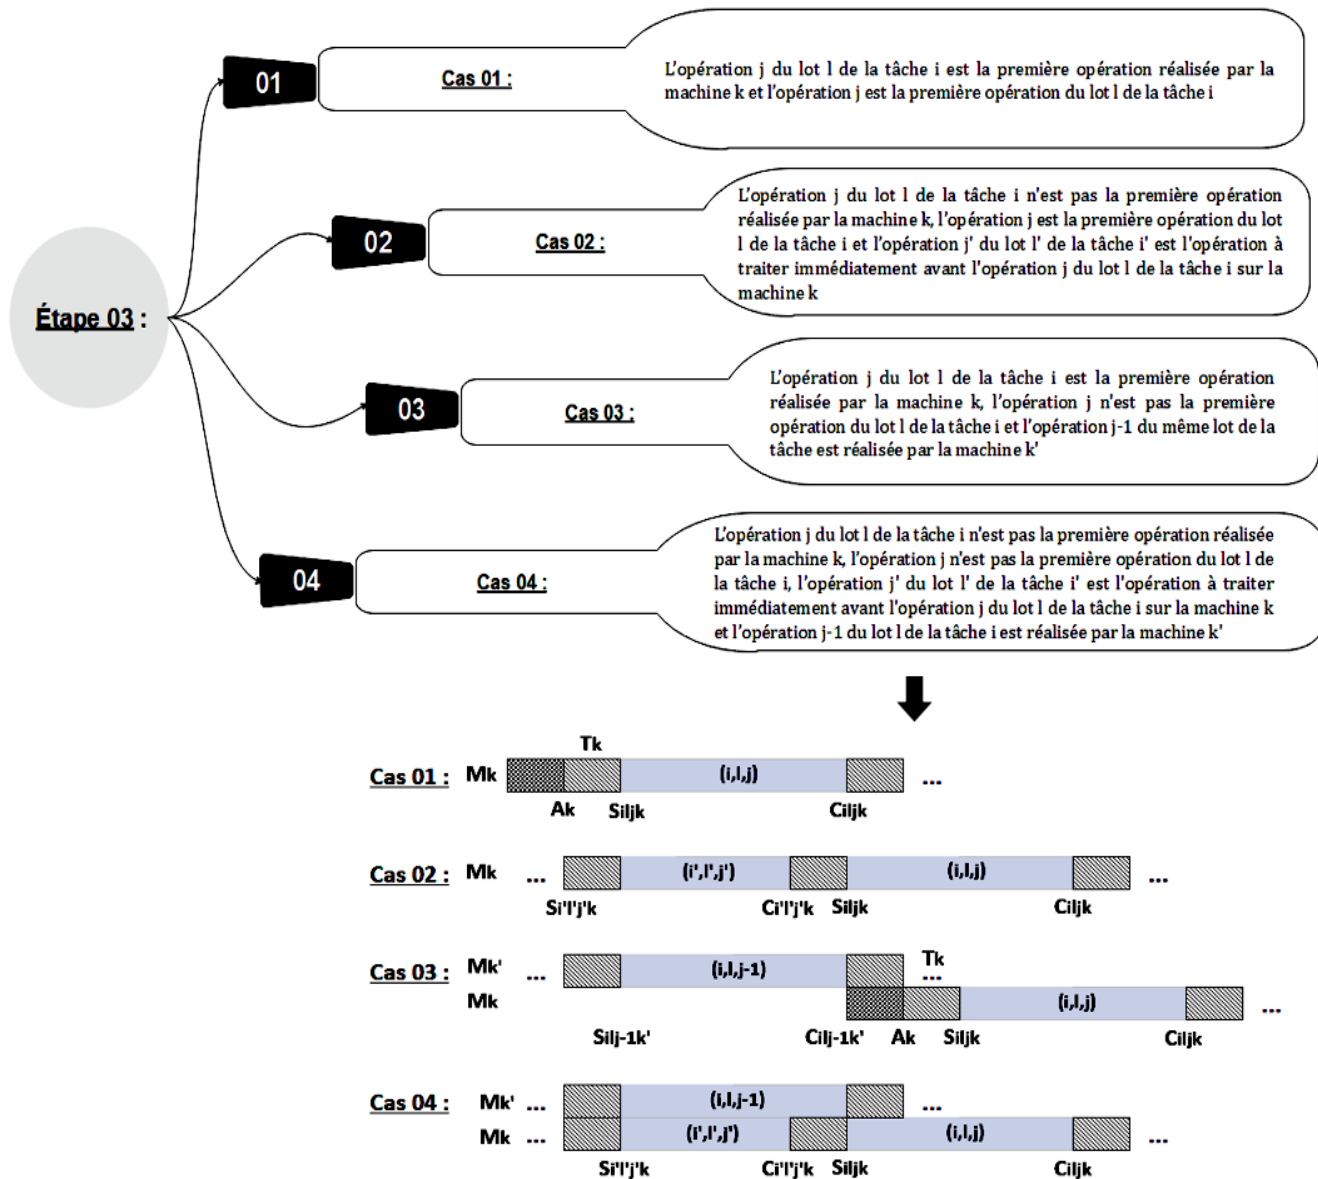 Étape 03 :
01
Cas 01 :
L'opération j du lot l de la tâche i est la première opération réalisée par la
machine k et l'opération j est la première opération du lot l de la tâche i
02
Cas 02 :
L'opération j du lot l de la tâche i n'est pas la première opération
réalisée par la machine k, l'opération j est la première opération du lot
l de la tâche i et l'opération j' du lot l' de la tâche i' est l'opération à
traiter immédiatement avant l'opération j du lot l de la tâche i sur la
machine k
03
Cas 03 :
L'opération j du lot l de la tâche i est la première opération
réalisée par la machine k, l'opération j n'est pas la première
opération du lot l de la tâche i et l'opération j-1 du même lot de la
tâche est réalisée par la machine k'
04
Cas 04 :
L'opération j du lot l de la tâche i n'est pas la première opération réalisée
par la machine k, l'opération j n'est pas la première opération du lot l de
la tâche i, l'opération j' du lot l' de la tâche i' est l'opération à traiter
immédiatement avant l'opération j du lot l de la tâche i sur la machine k
et l'opération j-1 du lot l de la tâche i est réalisée par la machine k'
Tk
Cas 01 : Mk (i,l,j) ...
Ak Siljk Ciljk
Cas 02 : Mk ... (i',l',j') (i,l,j) ...
Si'l'j'k Ci'l'j'k Siljk Ciljk
Cas 03 : Mk' ... (i,l,j-1) Tk ...
Mk (i,l,j) ...
Silj-1k' Cilj-1k' Ak Siljk Ciljk
Cas 04 : Mk' ... (i,l,j-1) ...
Mk ... (i',l',j') (i,l,j) ...
Si'l'j'k Ci'l'j'k Siljk Ciljk